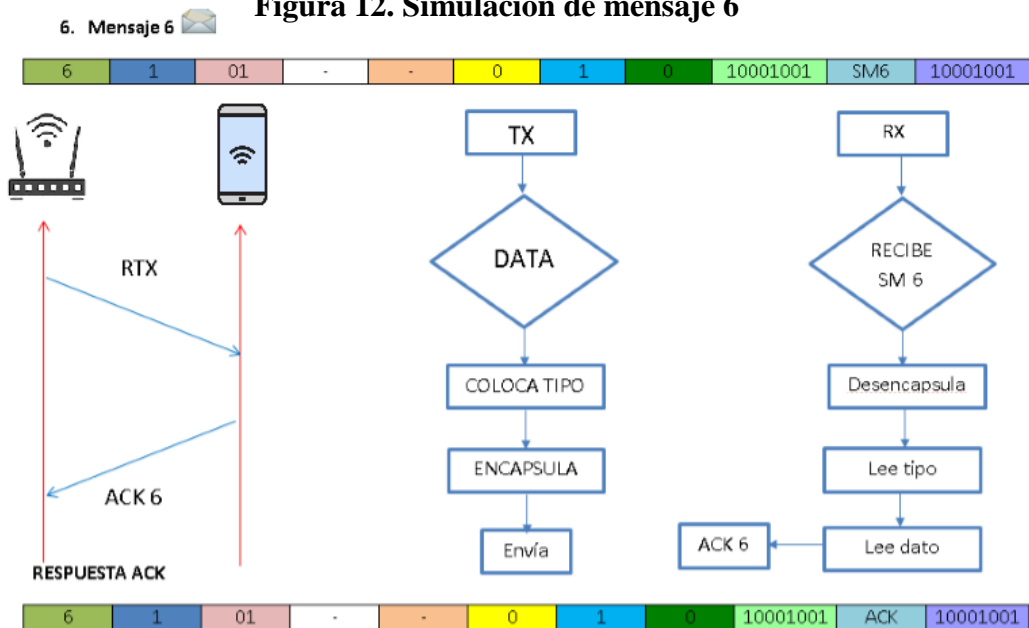 Figura 12. Simulación de mensaje 6
6. Mensaje 6
6 1 01 - - 0 1 0 10001001 SM6 10001001
TX
RX
DATA
RECIBE
SM 6
RTX
COLOCA TIPO
Desencapsula
ENCAPSULA
Lee tipo
ACK 6
Envía
ACK 6
Lee dato
RESPUESTA ACK
6 1 01 - - 0 1 0 10001001 ACK 10001001